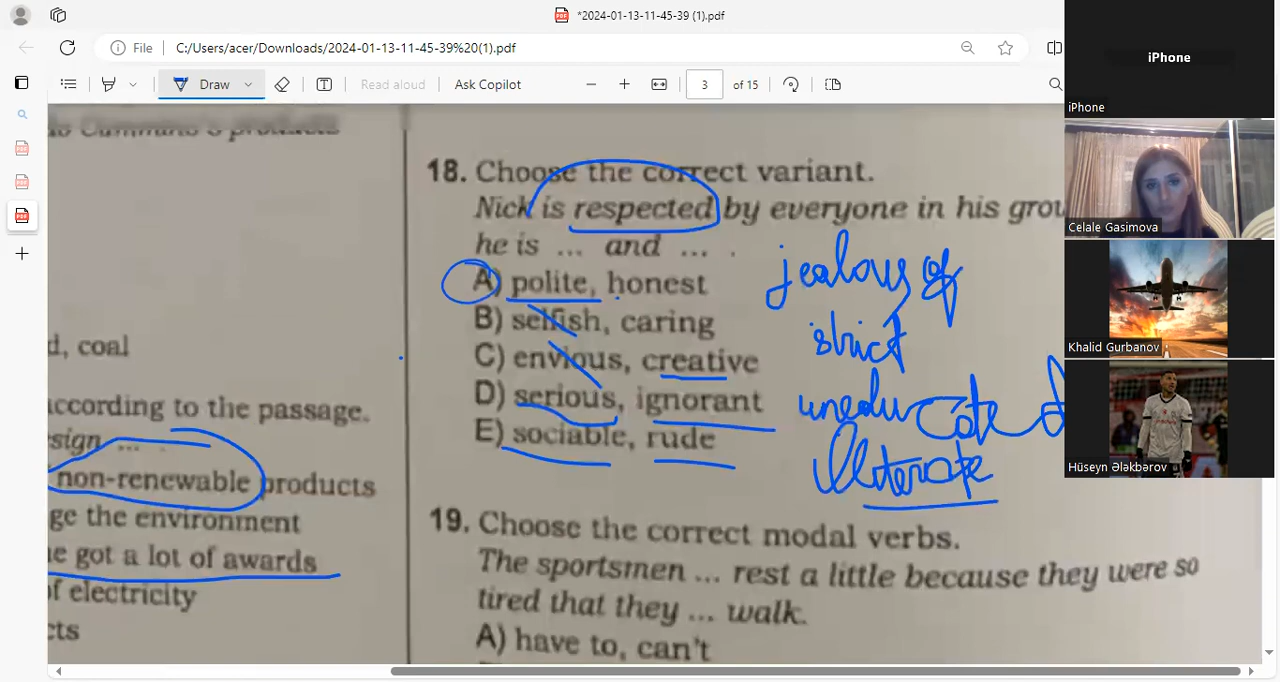 *2024-01-13-11-45-39 (1).pdf
File C:/Users/acer/Downloads/2024-01-13-11-45-39%20(1).pdf
Draw
Read aloud
Ask Copilot
3 of 15
Cummino's products
d, coal
according to the passage.
sign ...
non-renewable products
ge the environment
e got a lot of awards
of electricity
cts
18. Choose the correct variant.
Nick is respected by everyone in his grou
he is ... and ... .
A) polite, honest
B) selfish, caring
C) envious, creative
D) serious, ignorant
E) sociable, rude
jealous of
strict
uneducate d
illiterate
19. Choose the correct modal verbs.
The sportsmen ... rest a little because they were so
tired that they ... walk.
A) have to, can't
iPhone
iPhone
Celale Gasimova
Khalid Gurbanov
Hüseyn Ələkbərov